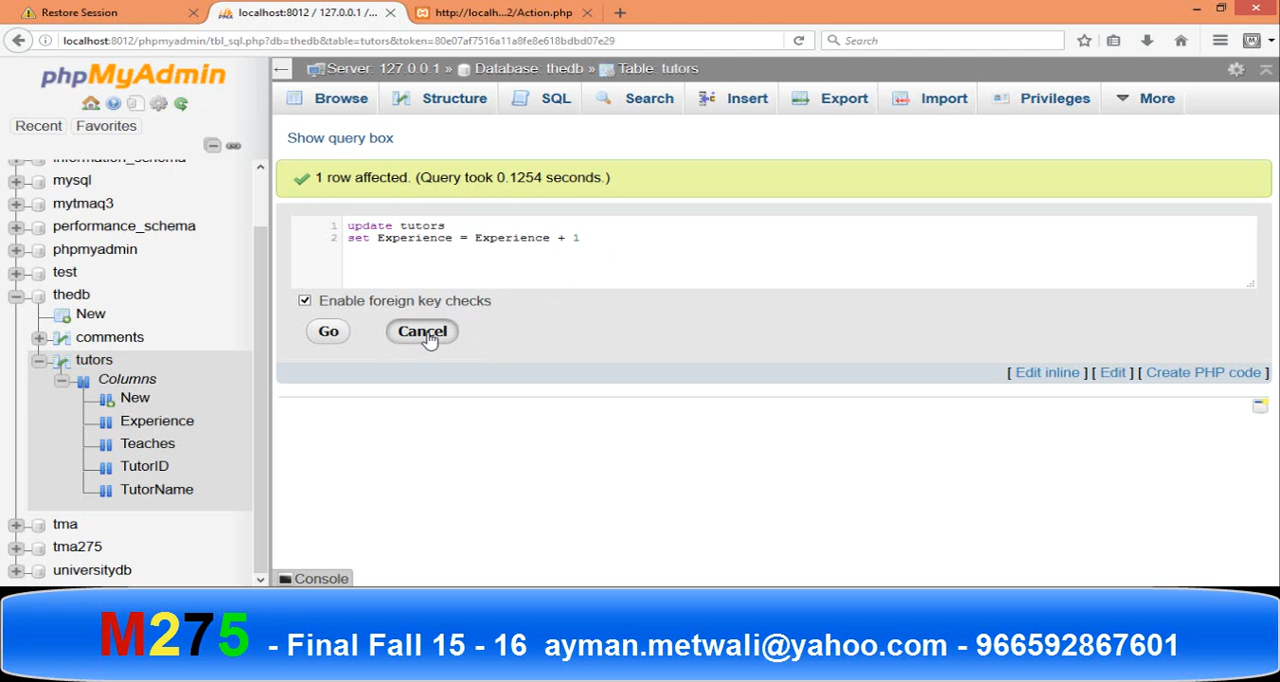 Restore Session
localhost:8012 / 127.0.0.1 /...
http://localh...2/Action.php
localhost:8012/phpmyadmin/tbl_sql.php?db=thedb&table=tutors&token=80e07af7516a11a8fe8e618bdbd07e29
Search
phpMyAdmin
Recent
Favorites
information_schema
mysql
mytmaq3
performance_schema
phpmyadmin
test
thedb
New
comments
tutors
Columns
New
Experience
Teaches
TutorID
TutorName
tma
tma275
universitydb
Server: 127.0.0.1 » Database: thedb » Table: tutors
Browse Structure SQL Search Insert Export Import Privileges More
Show query box
1 row affected. (Query took 0.1254 seconds.)
1 update tutors
2 set Experience = Experience + 1
Enable foreign key checks
Go Cancel
[ Edit inline ] [ Edit ] [ Create PHP code ]
Console
M275 - Final Fall 15 - 16 ayman.metwali@yahoo.com - 966592867601